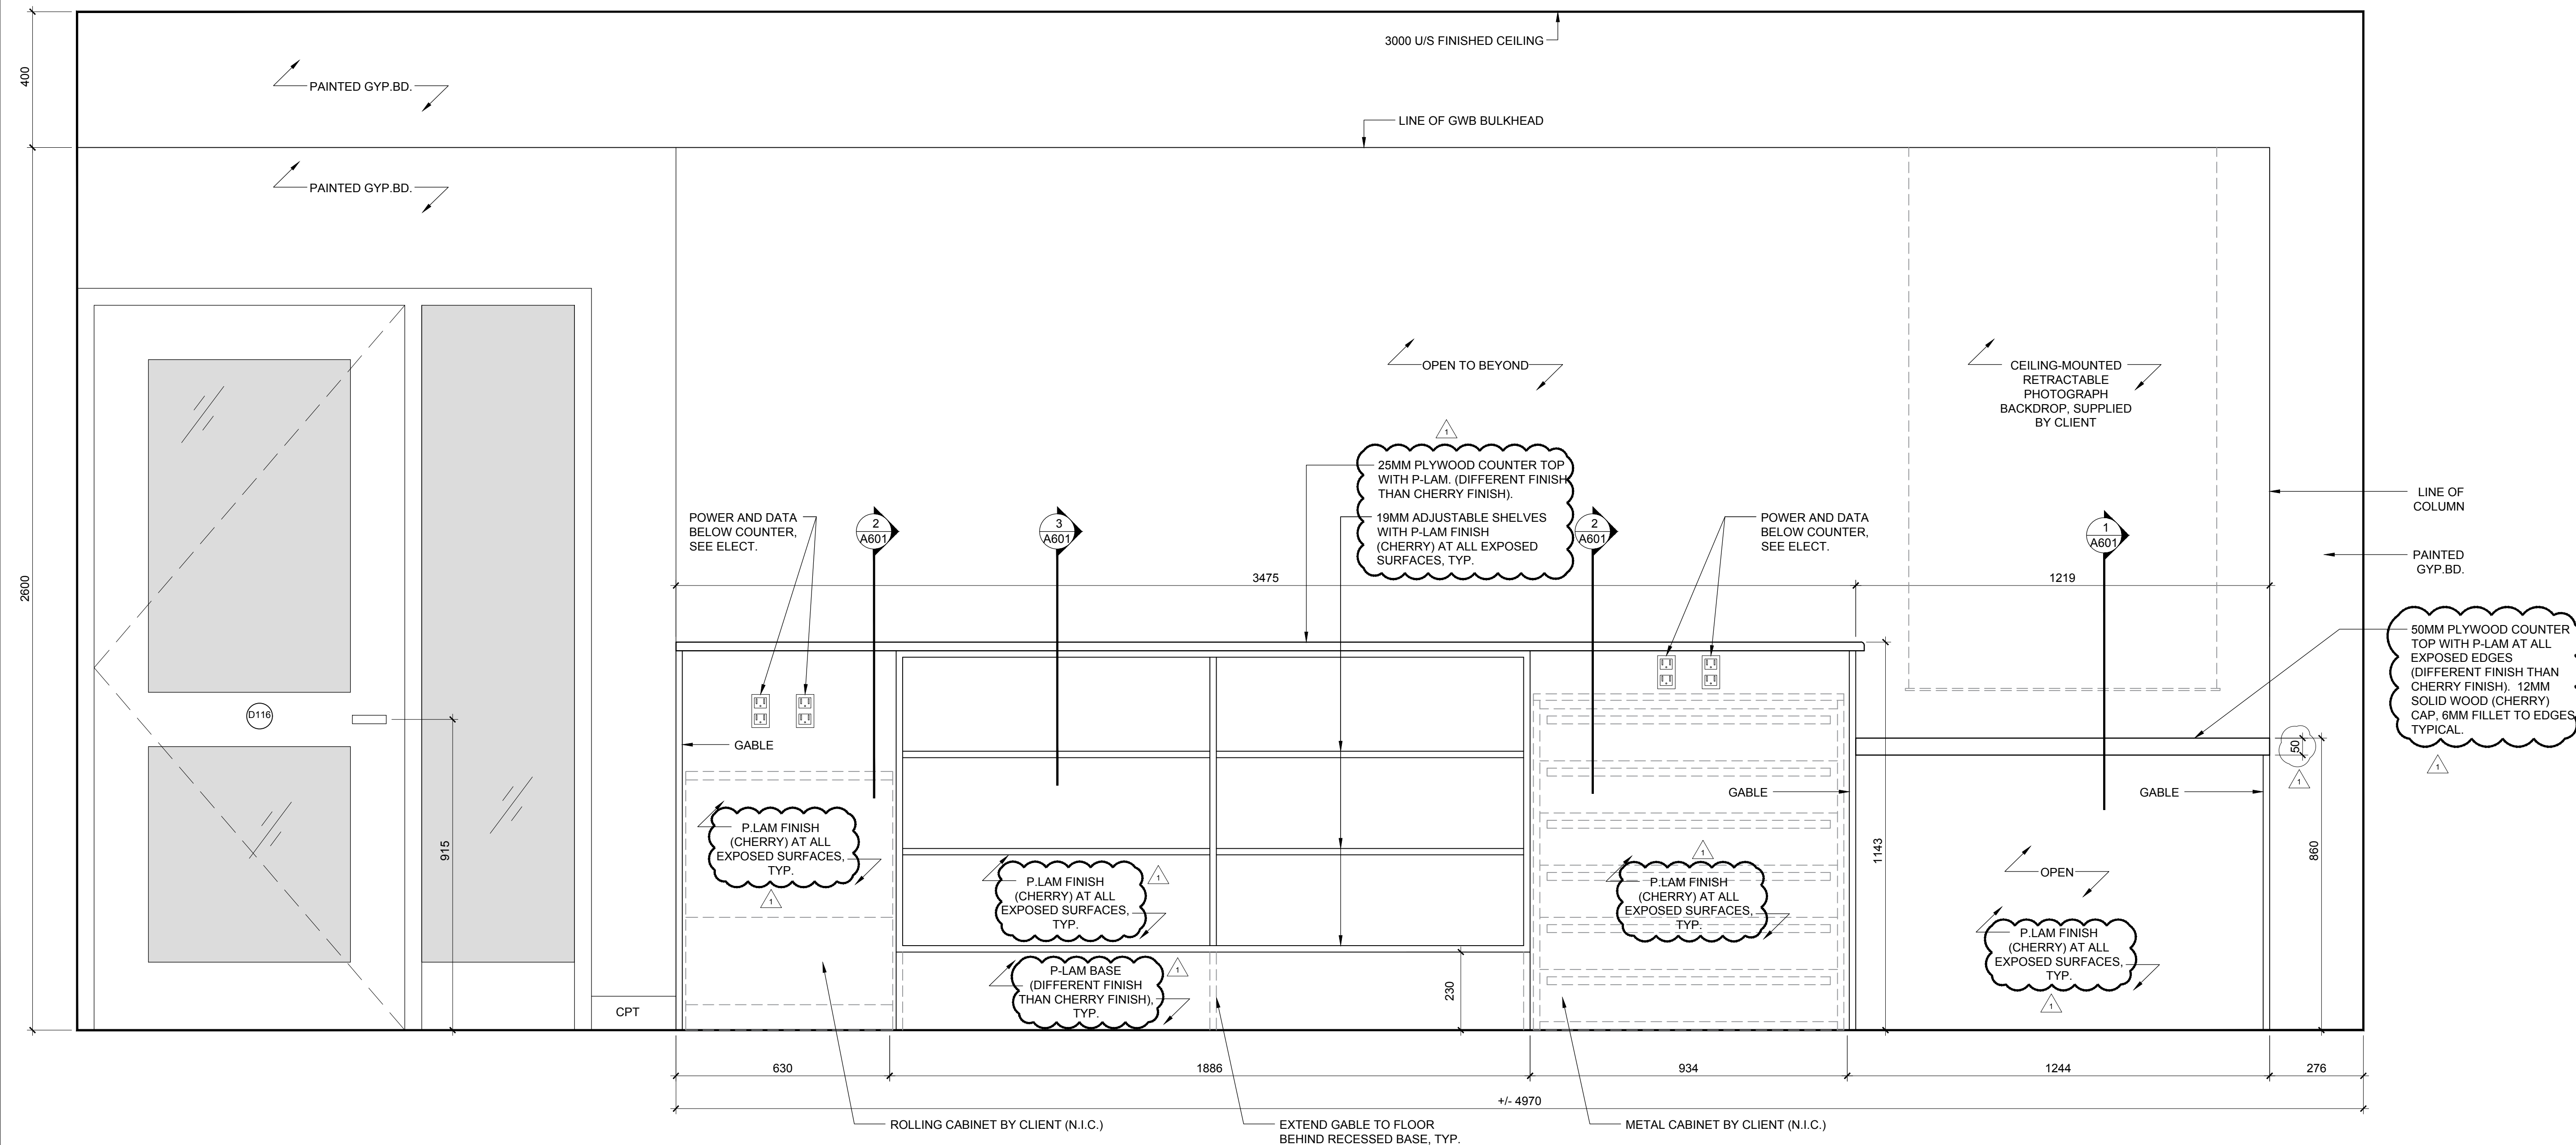 3000 U/S FINISHED CEILING
400
PAINTED GYP.BD.
LINE OF GWB BULKHEAD
PAINTED GYP.BD.
2600
OPEN TO BEYOND
CEILING-MOUNTED
RETRACTABLE
PHOTOGRAPH
BACKDROP, SUPPLIED
BY CLIENT
1
25MM PLYWOOD COUNTER TOP
WITH P-LAM. (DIFFERENT FINISH
THAN CHERRY FINISH).
19MM ADJUSTABLE SHELVES
WITH P-LAM FINISH
(CHERRY) AT ALL EXPOSED
SURFACES, TYP.
LINE OF
COLUMN
POWER AND DATA
BELOW COUNTER,
SEE ELECT.
2
A601
3
A601
2
A601
POWER AND DATA
BELOW COUNTER,
SEE ELECT.
1
A601
PAINTED
GYP.BD.
3475
1219
50MM PLYWOOD COUNTER
TOP WITH P-LAM AT ALL
EXPOSED EDGES
(DIFFERENT FINISH THAN
CHERRY FINISH). 12MM
SOLID WOOD (CHERRY)
CAP, 6MM FILLET TO EDGES
TYPICAL.
1
D116
GABLE
50
1
GABLE
GABLE
915
P.LAM FINISH
(CHERRY) AT ALL
EXPOSED SURFACES,
TYP.
1
P.LAM FINISH
(CHERRY) AT ALL
EXPOSED SURFACES,
TYP.
1
1
P.LAM FINISH
(CHERRY) AT ALL
EXPOSED SURFACES,
TYP.
1143
860
OPEN
P.LAM FINISH
(CHERRY) AT ALL
EXPOSED SURFACES,
TYP.
1
P-LAM BASE
(DIFFERENT FINISH
THAN CHERRY FINISH),
TYP.
1
230
CPT
630
1886
934
1244
276
+/- 4970
ROLLING CABINET BY CLIENT (N.I.C.)
EXTEND GABLE TO FLOOR
BEHIND RECESSED BASE, TYP.
METAL CABINET BY CLIENT (N.I.C.)